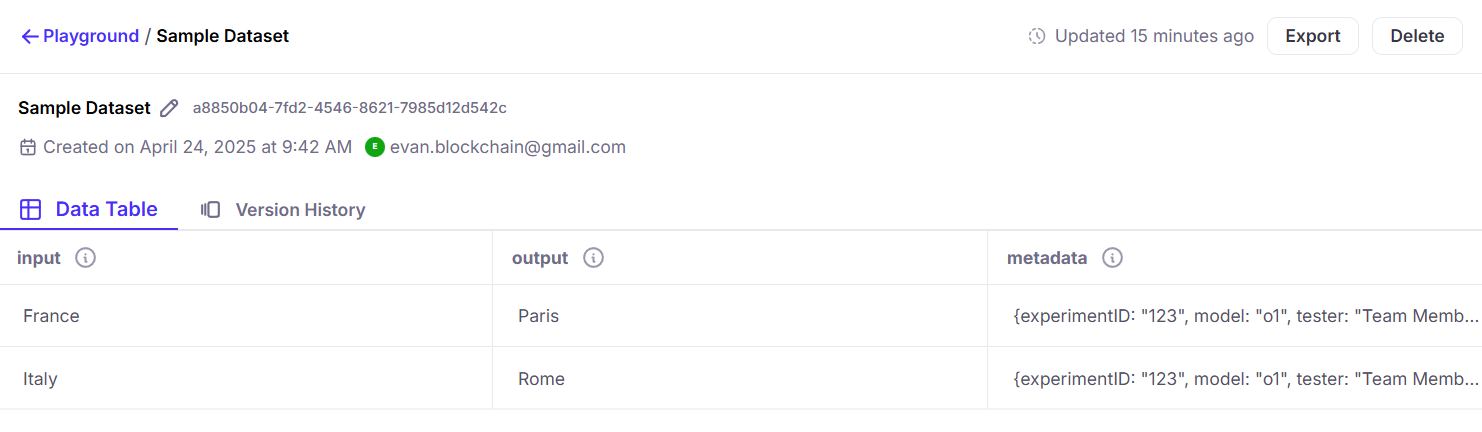 Playground / Sample Dataset
Updated 15 minutes ago
Export
Delete
Sample Dataset
a8850b04-7fd2-4546-8621-7985d12d542c
Created on April 24, 2025 at 9:42 AM
E
evan.blockchain@gmail.com
Data Table
Version History
input
output
metadata
France
Paris
{experimentID: "123", model: "o1", tester: "Team Memb...
Italy
Rome
{experimentID: "123", model: "o1", tester: "Team Memb...